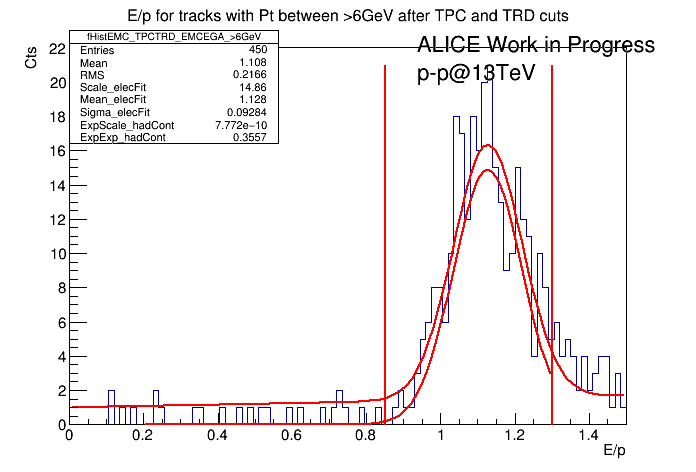 E/p for tracks with Pt between >6GeV after TPC and TRD cuts
fHistEMC_TPCTRD_EMCEGA_>6GeV
Entries 450
Mean 1.108
RMS 0.2166
Scale_elecFit 14.86
Mean_elecFit 1.128
Sigma_elecFit 0.09284
ExpScale_hadCont 7.772e-10
ExpExp_hadCont 0.3557
ALICE Work in Progress
p-p@13TeV
Cts
22
20
18
16
14
12
10
8
6
4
2
0
0 0.2 0.4 0.6 0.8 1 1.2 1.4
E/p